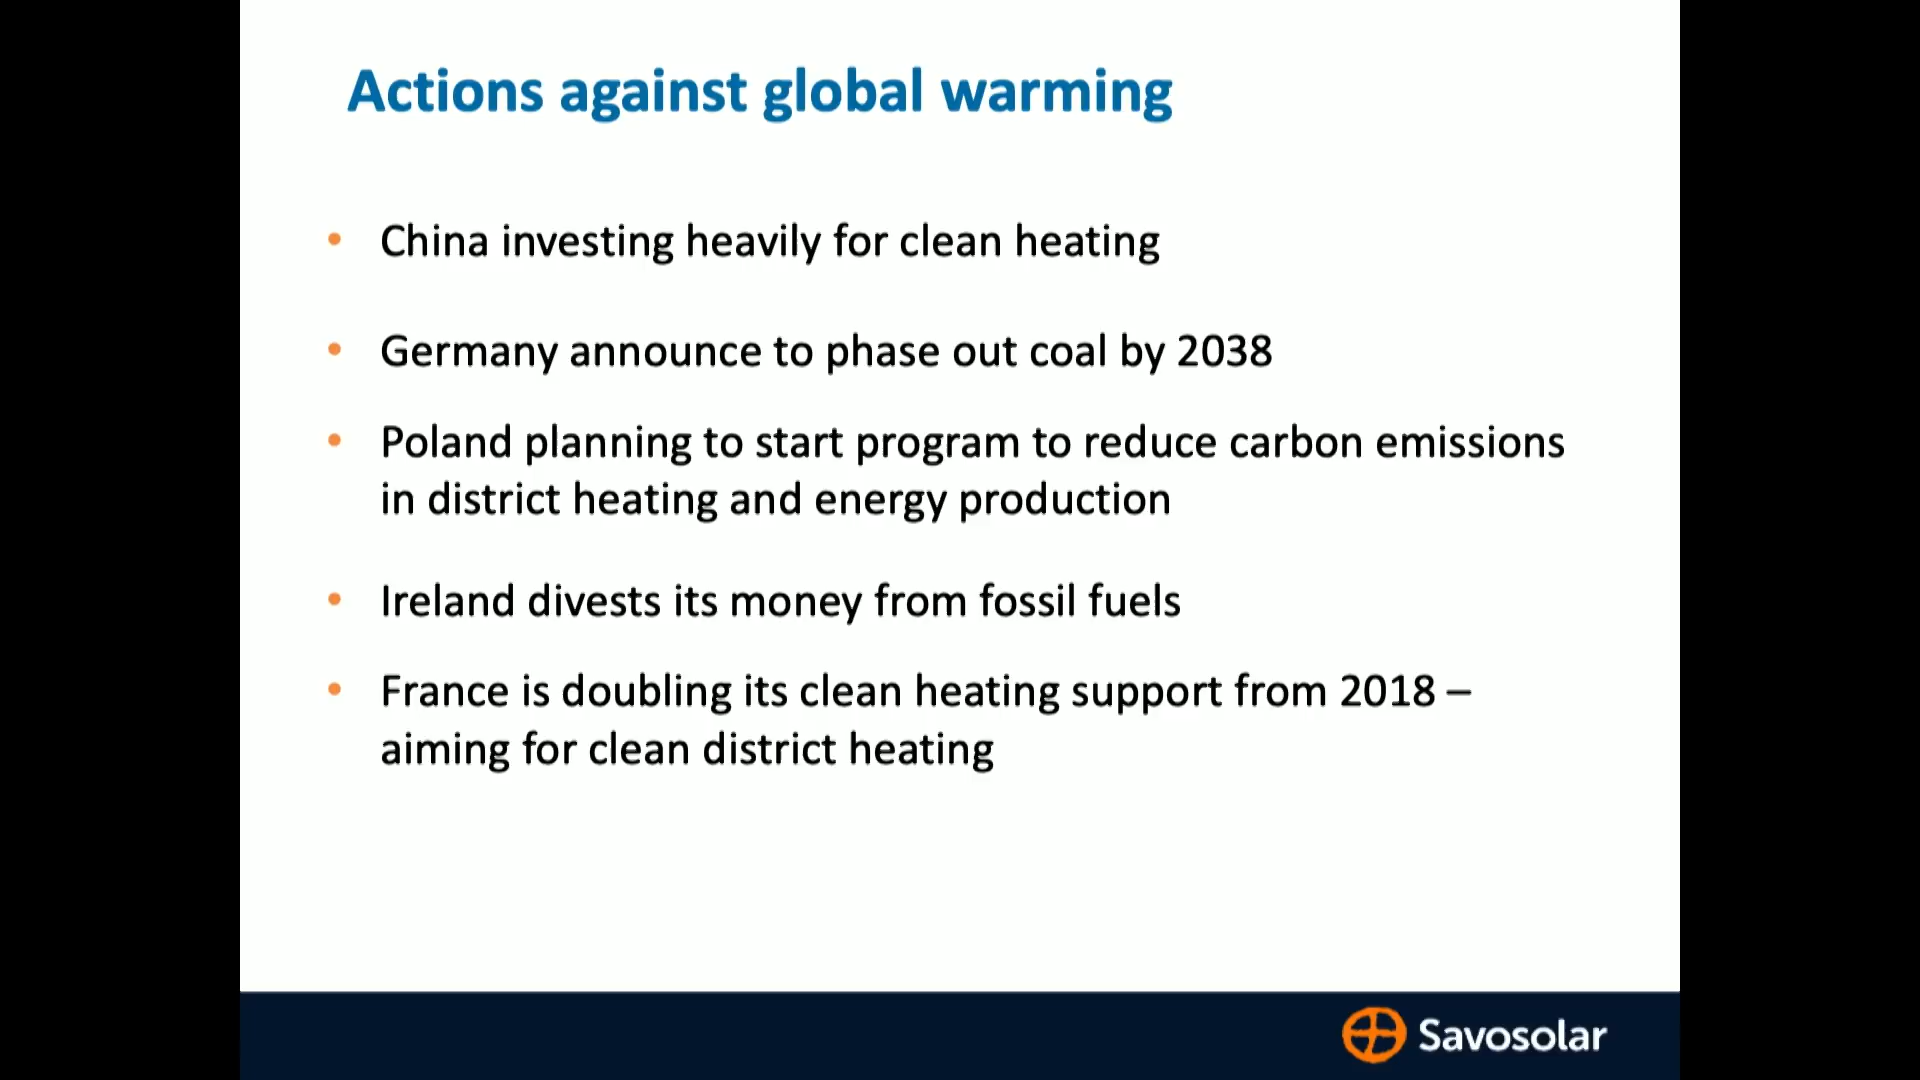 Actions against global warming
• China investing heavily for clean heating
• Germany announce to phase out coal by 2038
• Poland planning to start program to reduce carbon emissions
in district heating and energy production
• Ireland divests its money from fossil fuels
• France is doubling its clean heating support from 2018 –
aiming for clean district heating
Savosolar